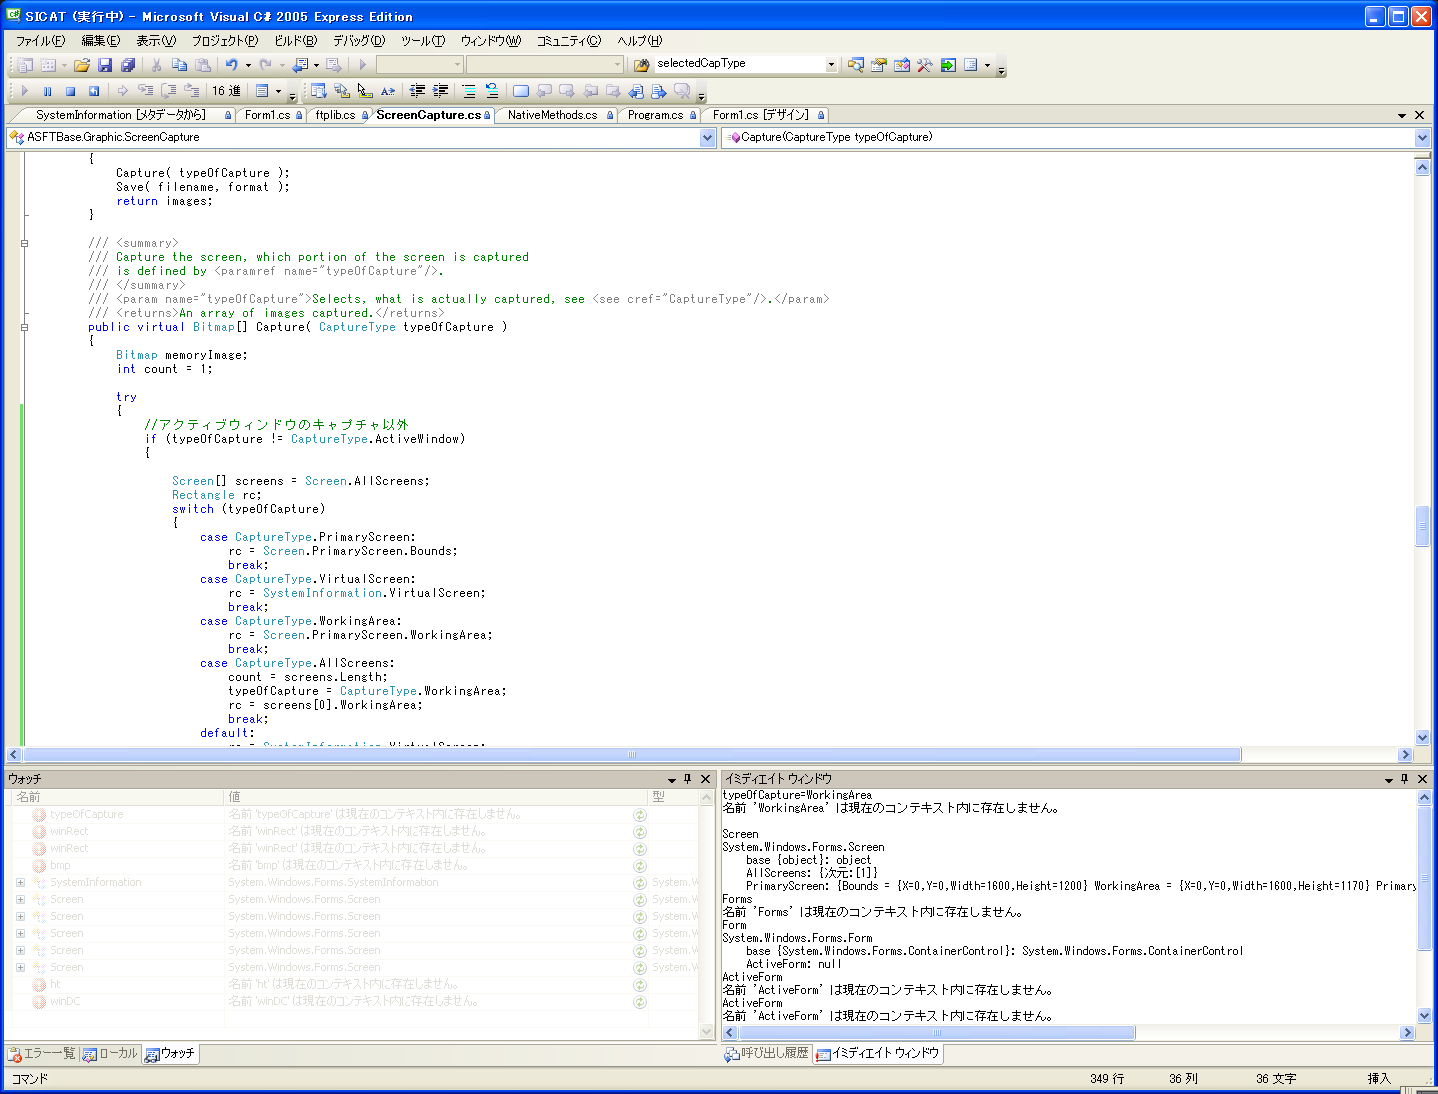 SICAT (実行中) - Microsoft Visual C# 2005 Express Edition
ファイル(F) 編集(E) 表示(V) プロジェクト(P) ビルド(B) デバッグ(D) ツール(T) ウィンドウ(W) コミュニティ(C) ヘルプ(H)
selectedCapType
16 進
SystemInformation [メタデータから] Form1.cs ftplib.cs ScreenCapture.cs NativeMethods.cs Program.cs Form1.cs [デザイン]
ASFTBase.Graphic.ScreenCapture Capture(CaptureType typeOfCapture)
{
Capture( typeOfCapture );
Save( filename, format );
return images;
}
/// <summary>
/// Capture the screen, which portion of the screen is captured
/// is defined by <paramref name="typeOfCapture"/>.
/// </summary>
/// <param name="typeOfCapture">Selects, what is actually captured, see <see cref="CaptureType"/>.</param>
/// <returns>An array of images captured.</returns>
public virtual Bitmap[] Capture( CaptureType typeOfCapture )
{
Bitmap memoryImage;
int count = 1;
try
{
//アクティブウィンドウのキャプチャ以外
if (typeOfCapture != CaptureType.ActiveWindow)
{
Screen[] screens = Screen.AllScreens;
Rectangle rc;
switch (typeOfCapture)
{
case CaptureType.PrimaryScreen:
rc = Screen.PrimaryScreen.Bounds;
break;
case CaptureType.VirtualScreen:
rc = SystemInformation.VirtualScreen;
break;
case CaptureType.WorkingArea:
rc = Screen.PrimaryScreen.WorkingArea;
break;
case CaptureType.AllScreens:
count = screens.Length;
typeOfCapture = CaptureType.WorkingArea;
rc = screens[0].WorkingArea;
break;
default:
rc = SystemInformation.VirtualScreen;
ウォッチ
名前 値 型
typeOfCapture 名前 'typeOfCapture' は現在のコンテキスト内に存在しません。
winRect 名前 'winRect' は現在のコンテキスト内に存在しません。
winRect 名前 'winRect' は現在のコンテキスト内に存在しません。
bmp 名前 'bmp' は現在のコンテキスト内に存在しません。
SystemInformation System.Windows.Forms.SystemInformation System.W
Screen System.Windows.Forms.Screen System.W
Screen System.Windows.Forms.Screen System.W
Screen System.Windows.Forms.Screen System.W
Screen System.Windows.Forms.Screen System.W
Screen System.Windows.Forms.Screen System.W
ht 名前 'ht' は現在のコンテキスト内に存在しません。
winDC 名前 'winDC' は現在のコンテキスト内に存在しません。
エラー一覧 ローカル ウォッチ
イミディエイト ウィンドウ
typeOfCapture=WorkingArea
名前 'WorkingArea' は現在のコンテキスト内に存在しません。
Screen
System.Windows.Forms.Screen
base {object}: object
AllScreens: {次元:[1]}
PrimaryScreen: {Bounds = {X=0,Y=0,Width=1600,Height=1200} WorkingArea = {X=0,Y=0,Width=1600,Height=1170} Primar
Forms
名前 'Forms' は現在のコンテキスト内に存在しません。
Form
System.Windows.Forms.Form
base {System.Windows.Forms.ContainerControl}: System.Windows.Forms.ContainerControl
ActiveForm: null
ActiveForm
名前 'ActiveForm' は現在のコンテキスト内に存在しません。
ActiveForm
名前 'ActiveForm' は現在のコンテキスト内に存在しません。
呼び出し履歴 イミディエイト ウィンドウ
コマンド 349 行 36 列 36 文字 挿入